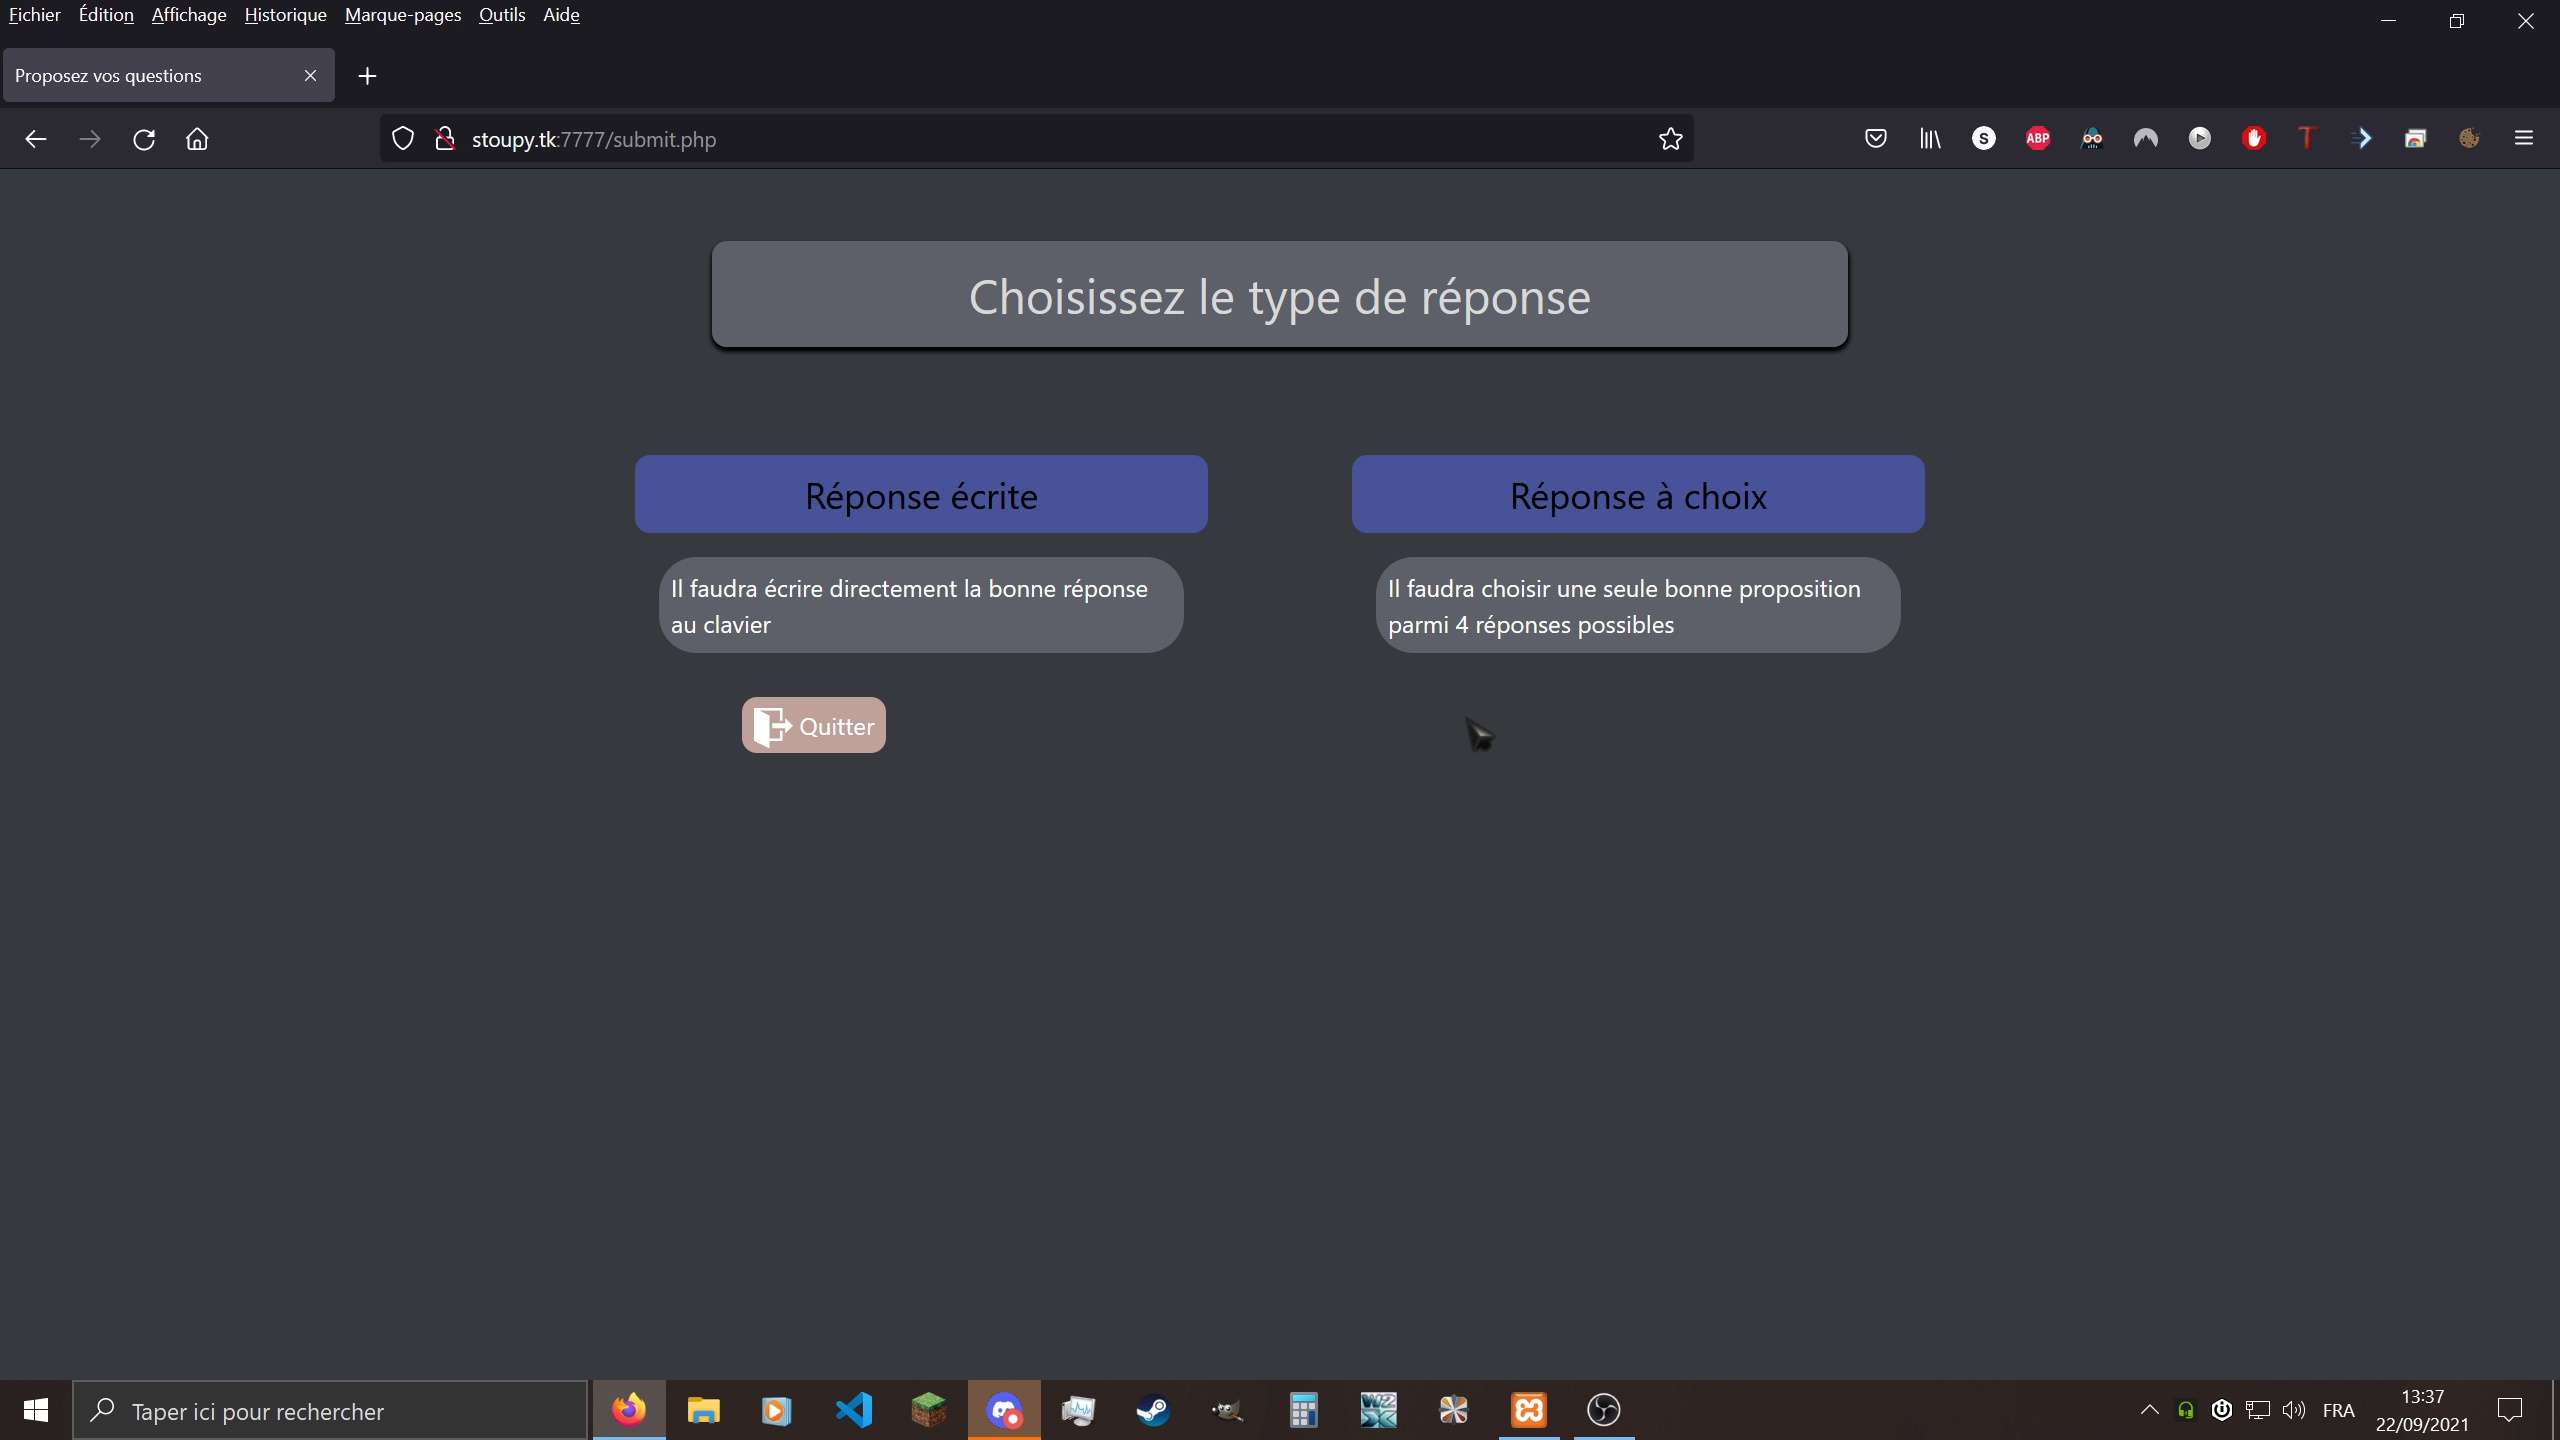 Fichier Édition Affichage Historique Marque-pages Outils Aide
Proposez vos questions
stoupy.tk:7777/submit.php
S
ABP
T
Choisissez le type de réponse
Réponse écrite
Réponse à choix
Il faudra écrire directement la bonne réponse
au clavier
Il faudra choisir une seule bonne proposition
parmi 4 réponses possibles
Quitter
Taper ici pour rechercher
FRA
13:37
22/09/2021